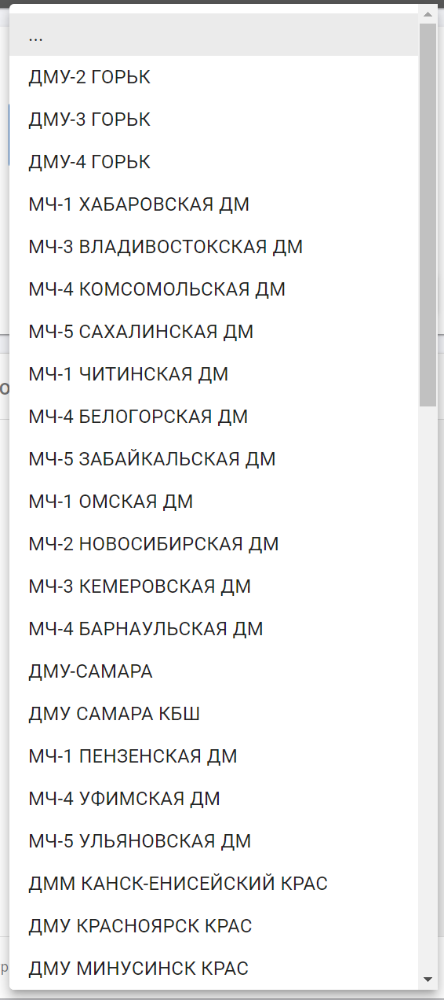 ...
ДМУ-2 ГОРЬК
ДМУ-3 ГОРЬК
ДМУ-4 ГОРЬК
МЧ-1 ХАБАРОВСКАЯ ДМ
МЧ-3 ВЛАДИВОСТОКСКАЯ ДМ
МЧ-4 КОМСОМОЛЬСКАЯ ДМ
МЧ-5 САХАЛИНСКАЯ ДМ
МЧ-1 ЧИТИНСКАЯ ДМ
МЧ-4 БЕЛОГОРСКАЯ ДМ
МЧ-5 ЗАБАЙКАЛЬСКАЯ ДМ
МЧ-1 ОМСКАЯ ДМ
МЧ-2 НОВОСИБИРСКАЯ ДМ
МЧ-3 КЕМЕРОВСКАЯ ДМ
МЧ-4 БАРНАУЛЬСКАЯ ДМ
ДМУ-САМАРА
ДМУ САМАРА КБШ
МЧ-1 ПЕНЗЕНСКАЯ ДМ
МЧ-4 УФИМСКАЯ ДМ
МЧ-5 УЛЬЯНОВСКАЯ ДМ
ДММ КАНСК-ЕНИСЕЙСКИЙ КРАС
ДМУ КРАСНОЯРСК КРАС
ДМУ МИНУСИНСК КРАС